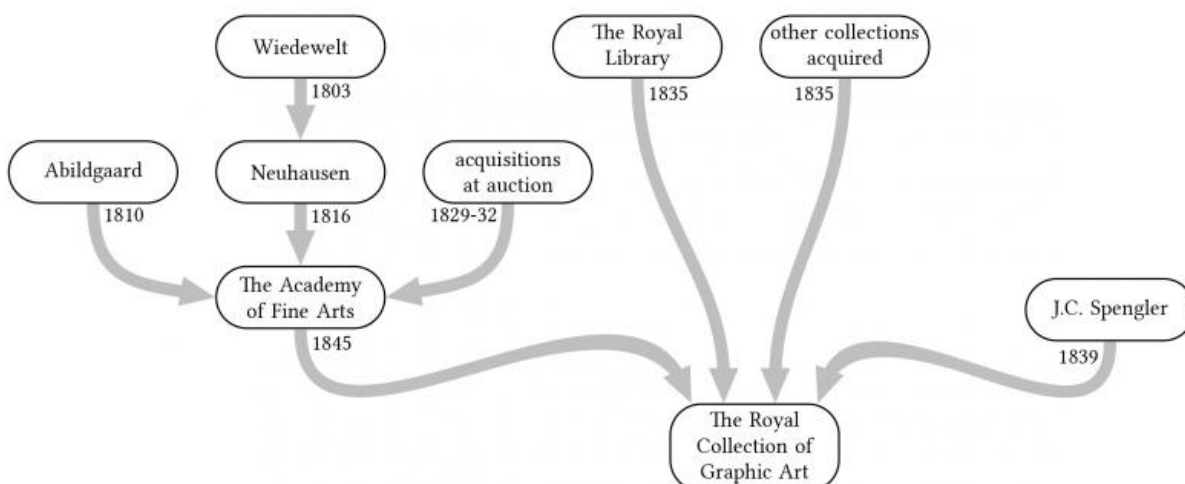 Wiedewelt
1803
The Royal
Library
1835
other collections
acquired
1835
Abildgaard
1810
Neuhausen
1816
acquisitions
at auction
1829-32
The Academy
of Fine Arts
1845
J.C. Spengler
1839
The Royal
Collection of
Graphic Art